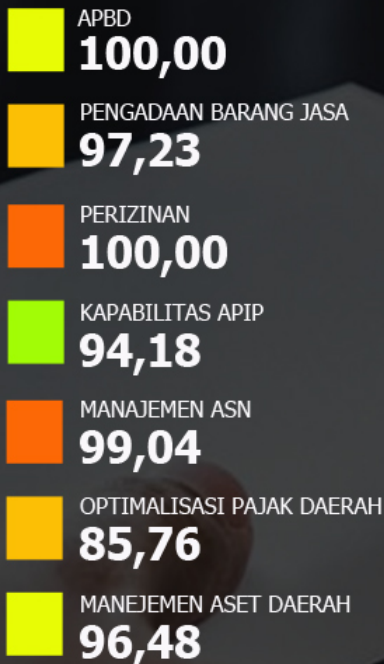 APBD
100,00
PENGADAAN BARANG JASA
97,23
PERIZINAN
100,00
KAPABILITAS APIP
94,18
MANAJEMEN ASN
99,04
OPTIMALISASI PAJAK DAERAH
85,76
MANEJEMEN ASET DAERAH
96,48